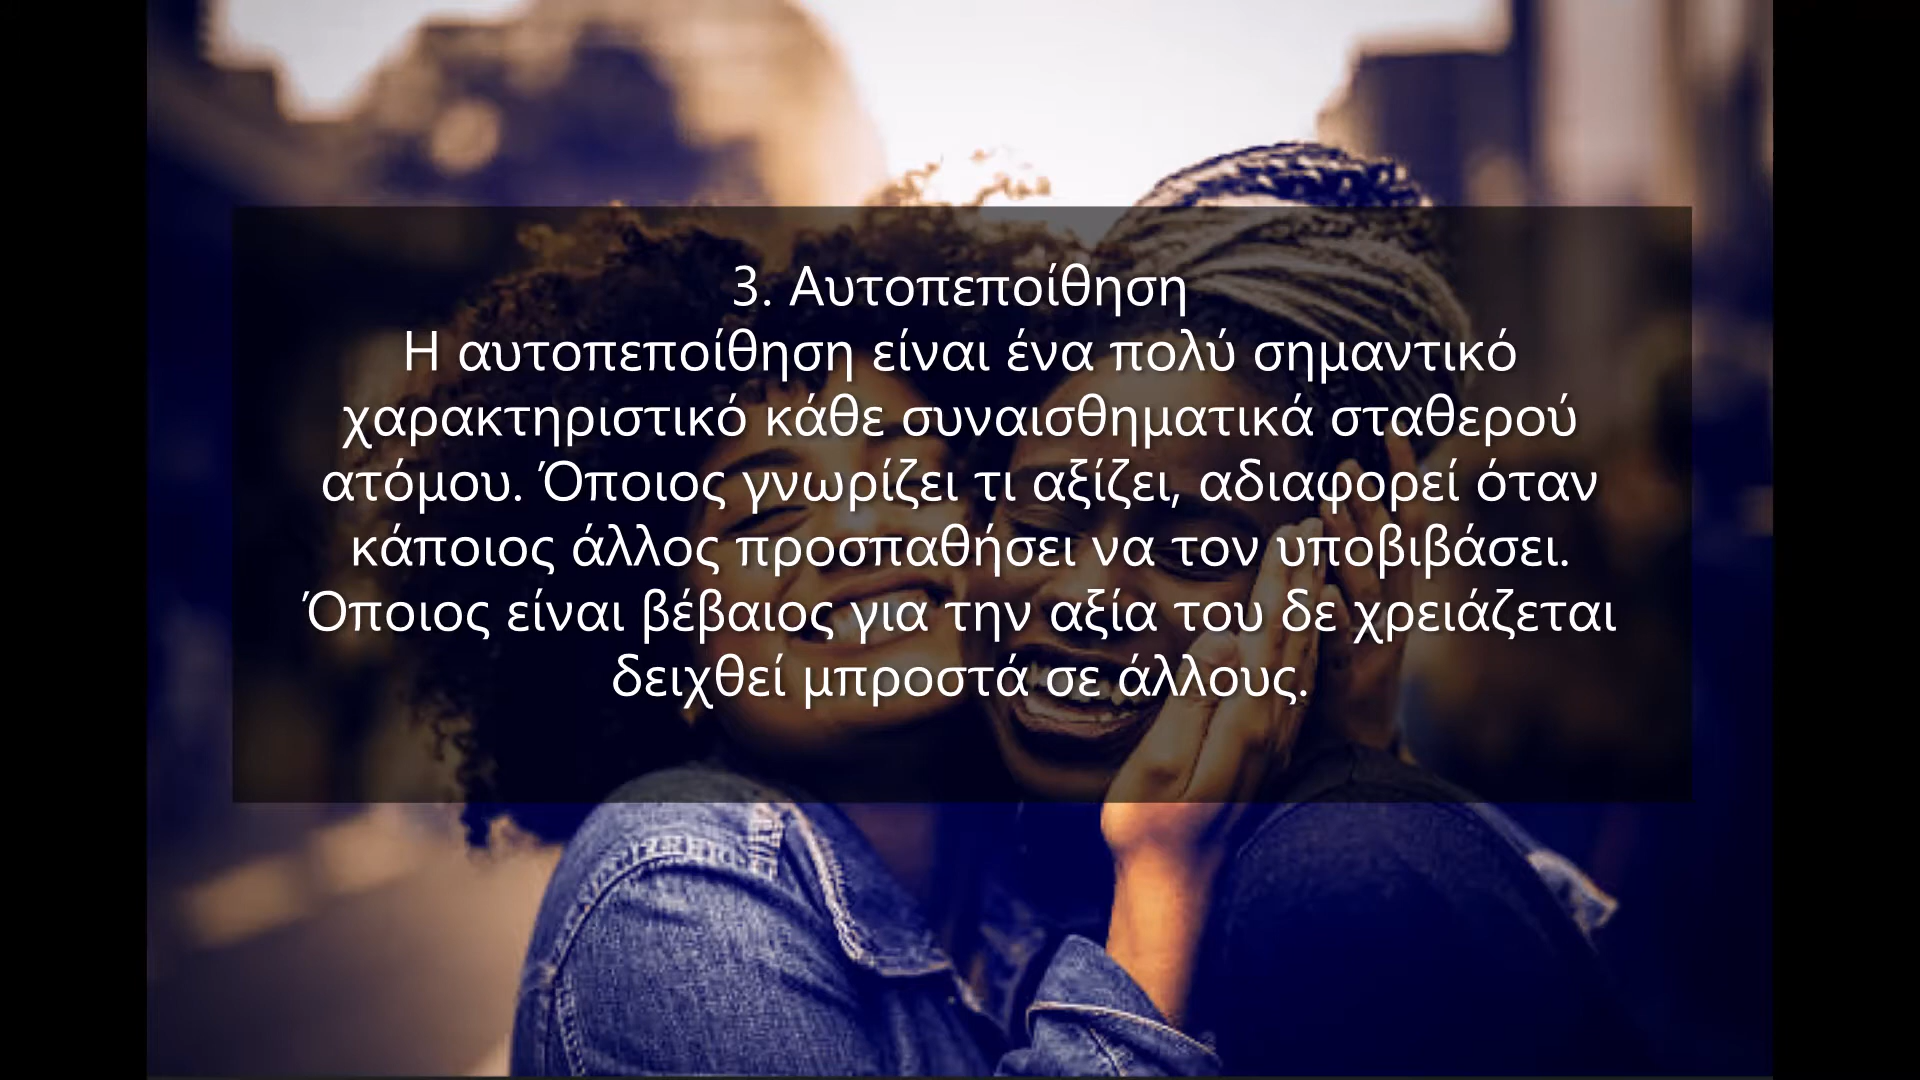 3. Αυτοπεποίθηση
Η αυτοπεποίθηση είναι ένα πολύ σημαντικό
χαρακτηριστικό κάθε συναισθηματικά σταθερού
ατόμου. Όποιος γνωρίζει τι αξίζει, αδιαφορεί όταν
κάποιος άλλος προσπαθήσει να τον υποβιβάσει.
Όποιος είναι βέβαιος για την αξία του δε χρειάζεται
δειχθεί μπροστά σε άλλους.